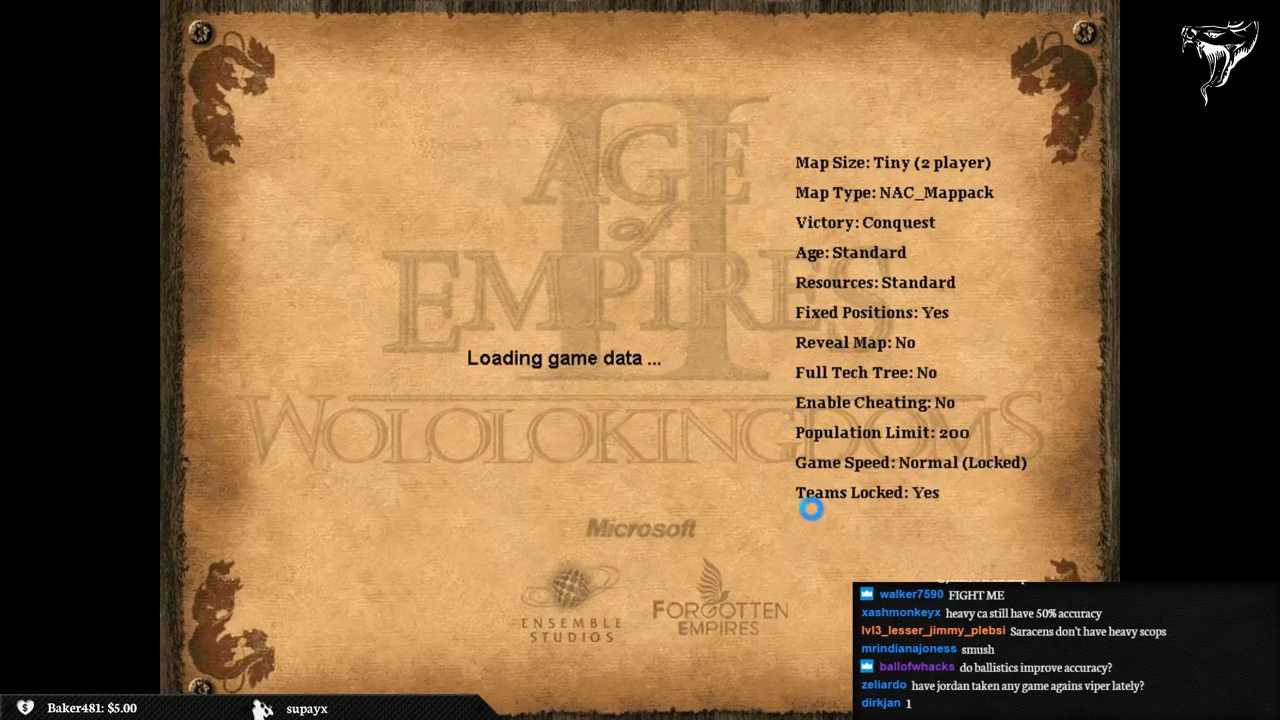 AGE
II
of
EMPIRES
WOLOLOKINGDOMS
Map Size: Tiny (2 player)
Map Type: NAC_Mappack
Victory: Conquest
Age: Standard
Resources: Standard
Fixed Positions: Yes
Reveal Map: No
Full Tech Tree: No
Enable Cheating: No
Population Limit: 200
Game Speed: Normal (Locked)
Teams Locked: Yes
Loading game data ...
Microsoft
ENSEMBLE
STUDIOS
FORGOTTEN
EMPIRES
walker7590 FIGHT ME
xashmonkeyx heavy ca still have 50% accuracy
lvl3_lesser_jimmy_plebsi Saracens don't have heavy scops
mrindianajoness smush
ballofwhacks do ballistics improve accuracy?
zeliardo have jordan taken any game agains viper lately?
dirkjan 1
Baker481: $5.00
supayx